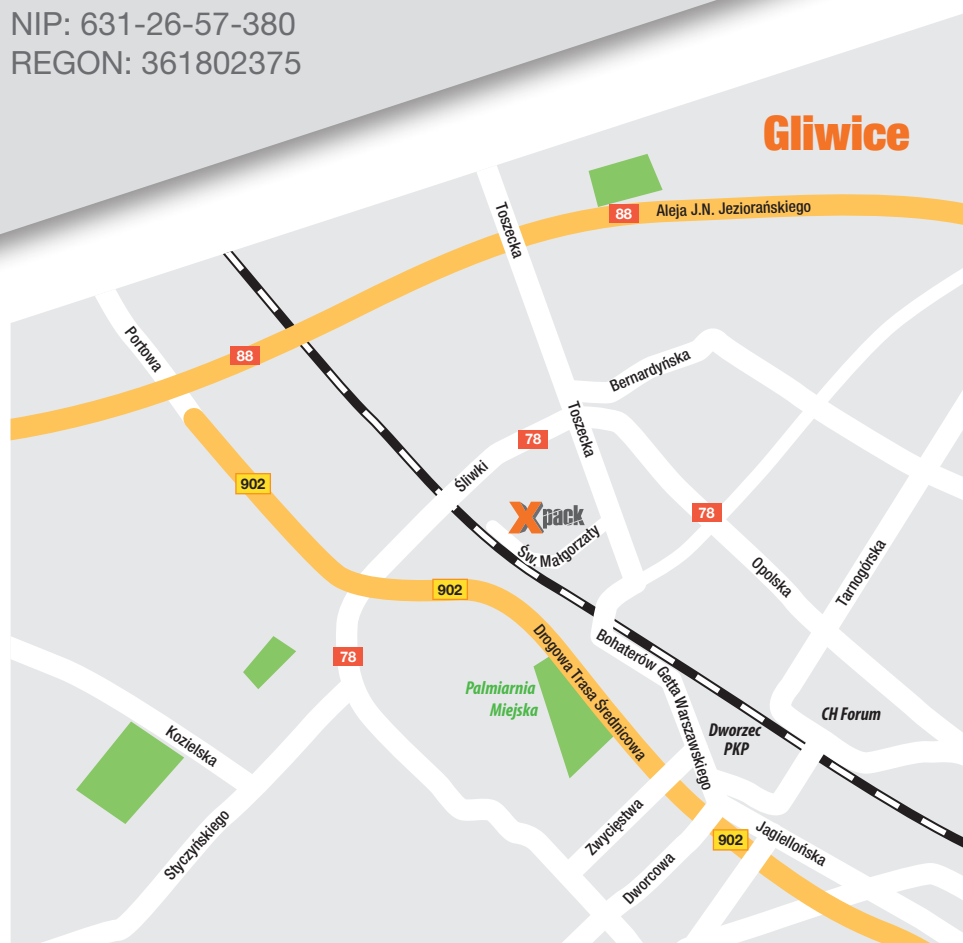 NIP: 631-26-57-380
REGON: 361802375
Gliwice
88
Aleja J.N. Jeziorańskiego
Toszecka
Portowa
88
Bernardyńska
Toszecka
78
Śliwki
902
Xpack
78
Św. Małgorzaty
Opolska
Tarnogórska
902
Drogowa Trasa Średnicowa
Bohaterów Getta Warszawskiego
78
Palmiarnia
Miejska
CH Forum
Dworzec
PKP
Kozielska
Styczyńskiego
Zwycięstwa
902
Jagiellońska
Dworcowa